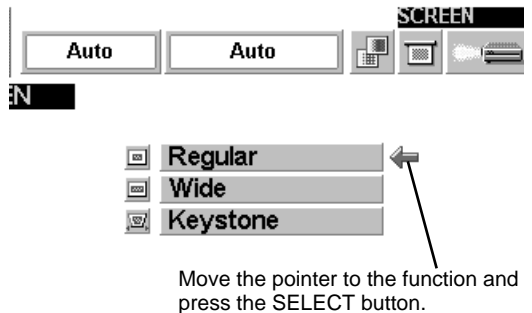 SCREEN
Auto Auto
EN
Regular
Wide
Keystone
Move the pointer to the function and
press the SELECT button.